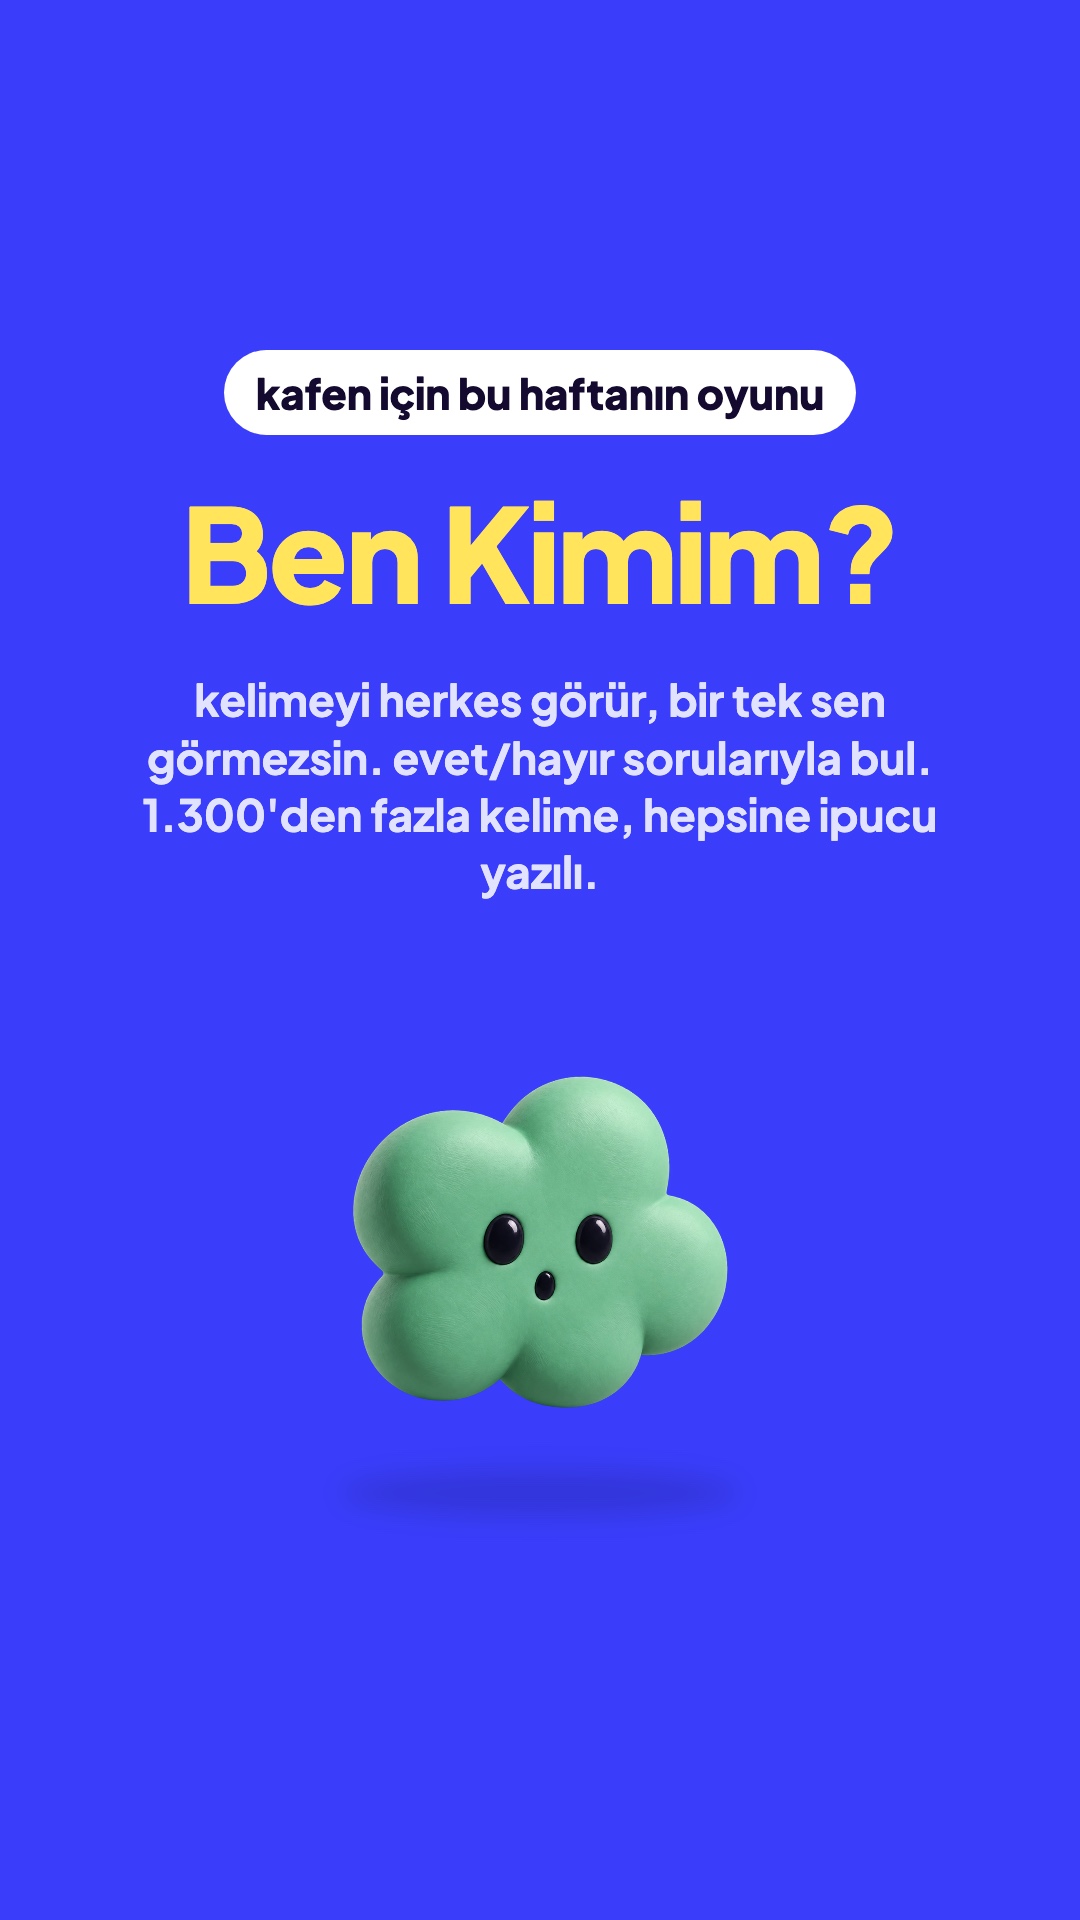 kafen için bu haftanın oyunu
Ben Kimim?
kelimeyi herkes görür, bir tek sen
görmezsin. evet/hayır sorularıyla bul.
1.300'den fazla kelime, hepsine ipucu
yazılı.